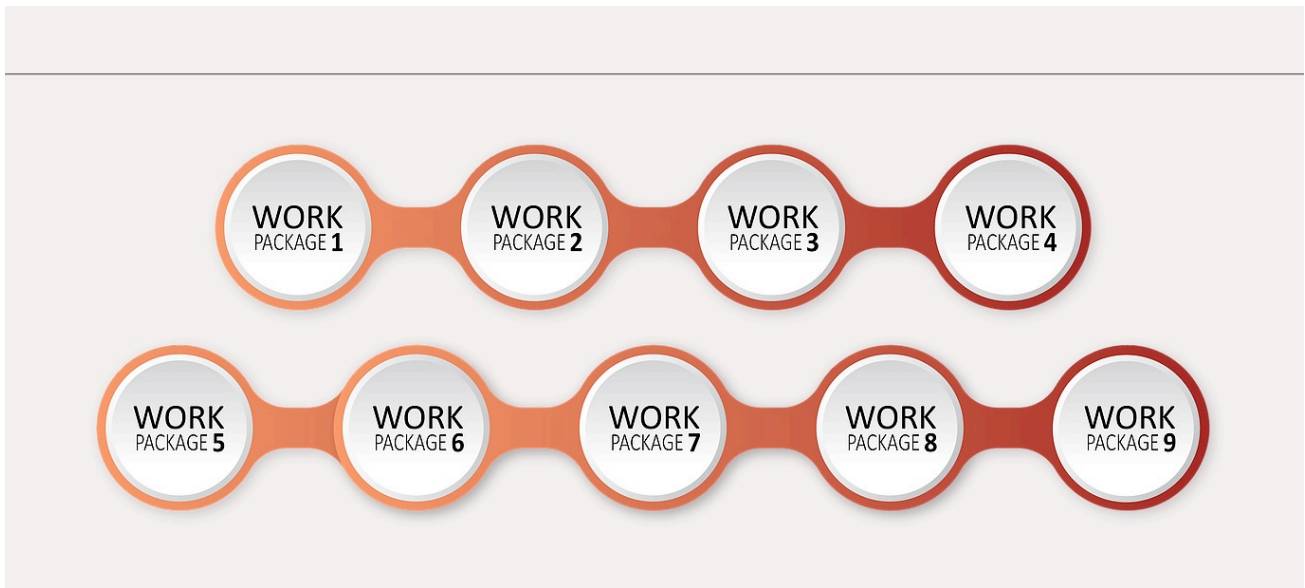 WORK
PACKAGE 1
WORK
PACKAGE 2
WORK
PACKAGE 3
WORK
PACKAGE 4
WORK
PACKAGE 5
WORK
PACKAGE 6
WORK
PACKAGE 7
WORK
PACKAGE 8
WORK
PACKAGE 9